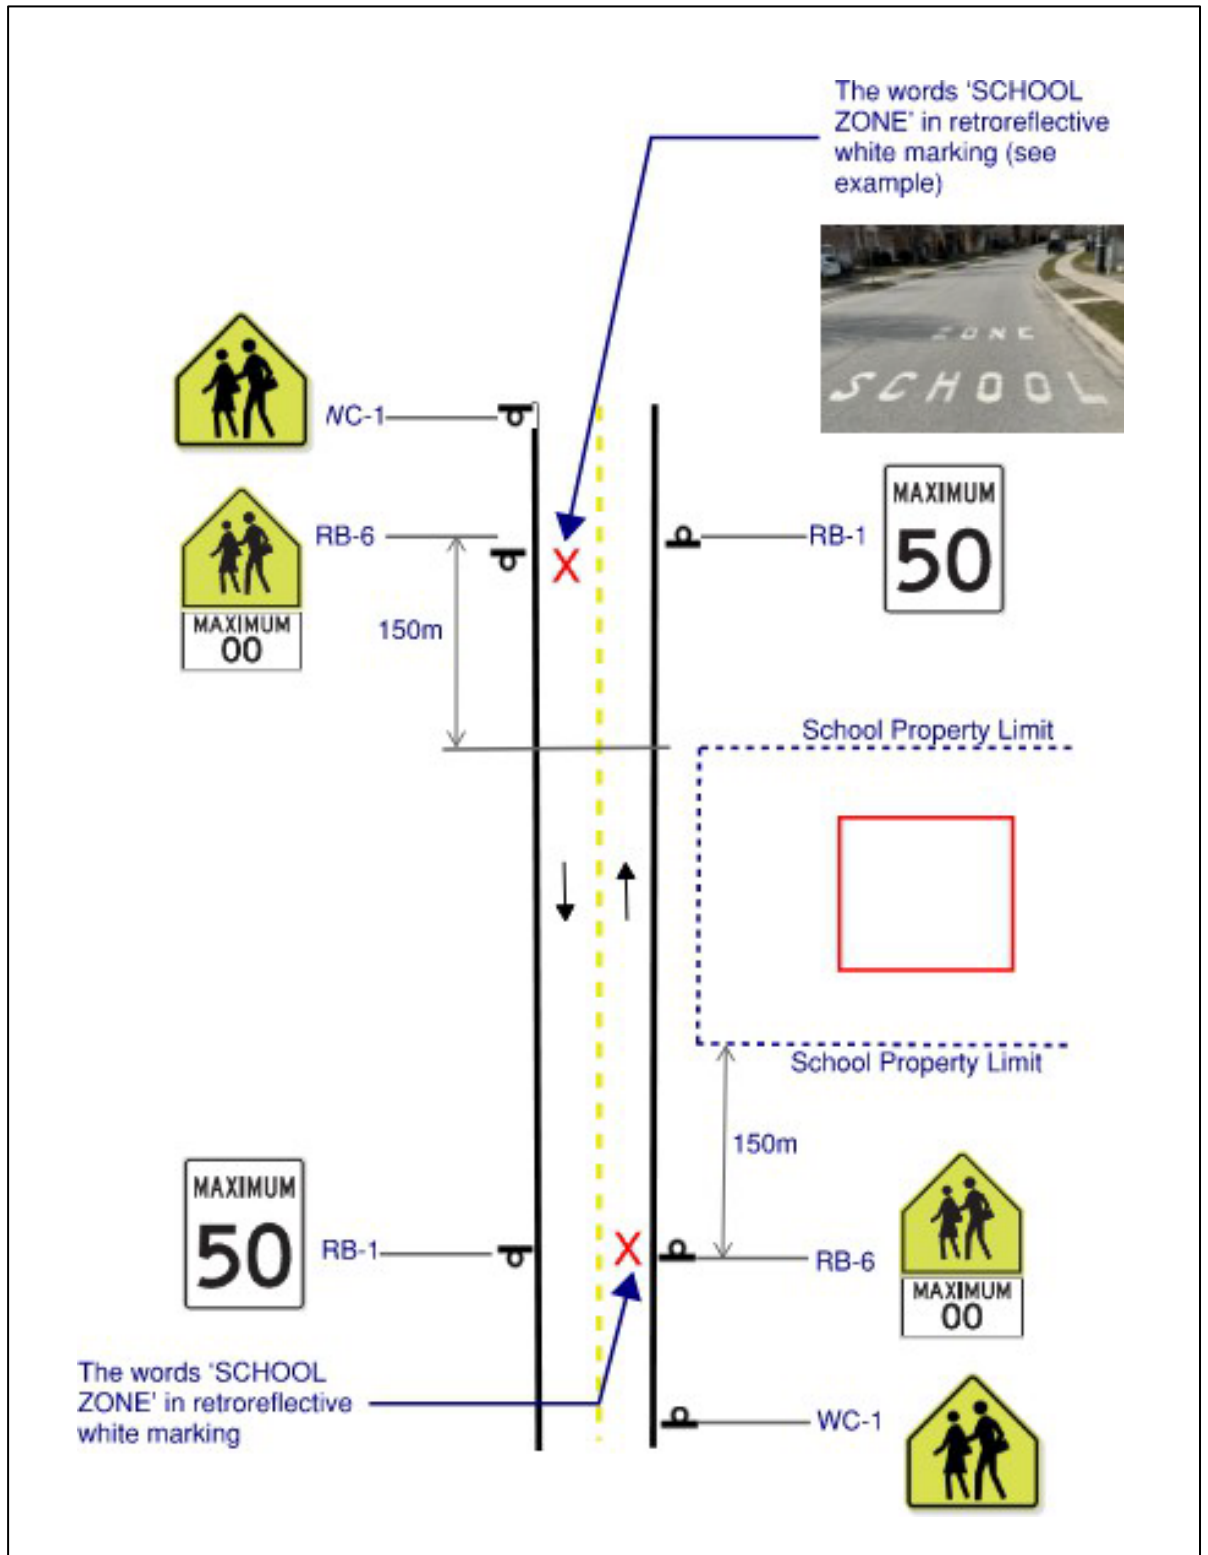 The words ‘SCHOOL
ZONE’ in retroreflective
white marking (see
example)
ZONE
SCHOOL
WC-1
RB-6
MAXIMUM
00
150m
MAXIMUM
50
RB-1
School Property Limit
School Property Limit
150m
MAXIMUM
50
RB-1
RB-6
MAXIMUM
00
The words ‘SCHOOL
ZONE’ in retroreflective
white marking
WC-1